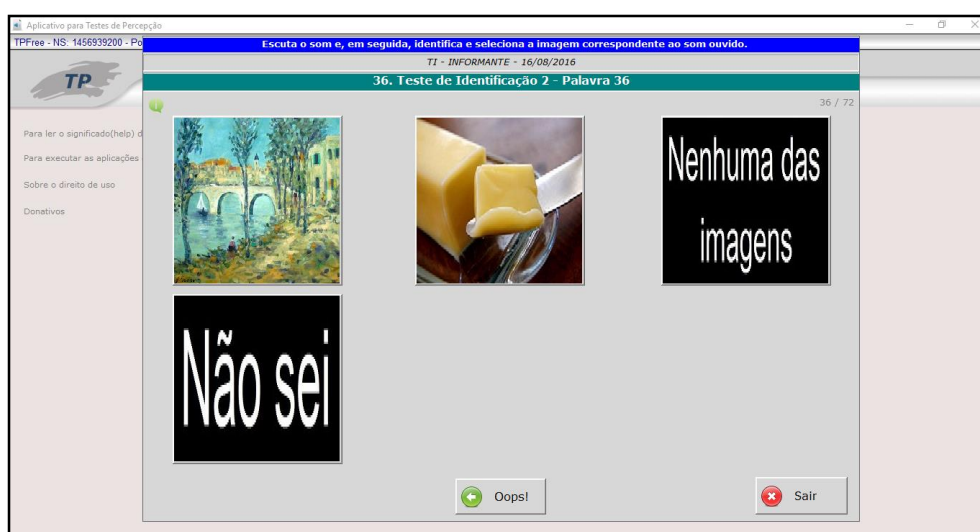 Aplicativo para Testes de Percepção
TPFree - NS: 1456939200 - Po
Escuta o som e, em seguida, identifica e seleciona a imagem correspondente ao som ouvido.
TI - INFORMANTE - 16/08/2016
36. Teste de Identificação 2 - Palavra 36
36 / 72
TP
Para ler o significado(help) d
Para executar as aplicações
Sobre o direito de uso
Donativos
Nenhuma das
imagens
Não sei
Oops!
Sair